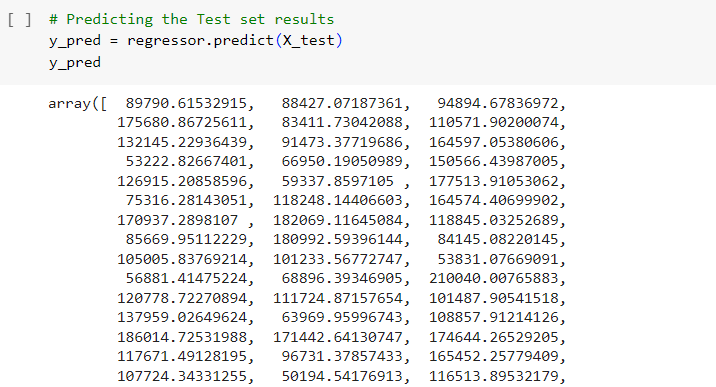 [ ] # Predicting the Test set results
y_pred = regressor.predict(X_test)
y_pred
array([  89790.61532915,   88427.07187361,   94894.67836972,
175680.86725611,   83411.73042088,  110571.90200074,
132145.22936439,   91473.37719686,  164597.05380606,
53222.82667401,   66950.19050989,  150566.43987005,
126915.20858596,   59337.8597105 ,  177513.91053062,
75316.28143051,  118248.14406603,  164574.40699902,
170937.2898107 ,  182069.11645084,  118845.03252689,
85669.95112229,  180992.59396144,   84145.08220145,
105005.83769214,  101233.56772747,   53831.07669091,
56881.41475224,   68896.39346905,  210040.00765883,
120778.72270894,  111724.87157654,  101487.90541518,
137959.02649624,   63969.95996743,  108857.91214126,
186014.72531988,  171442.64130747,  174644.26529205,
117671.49128195,   96731.37857433,  165452.25779409,
107724.34331255,   50194.54176913,  116513.89532179,